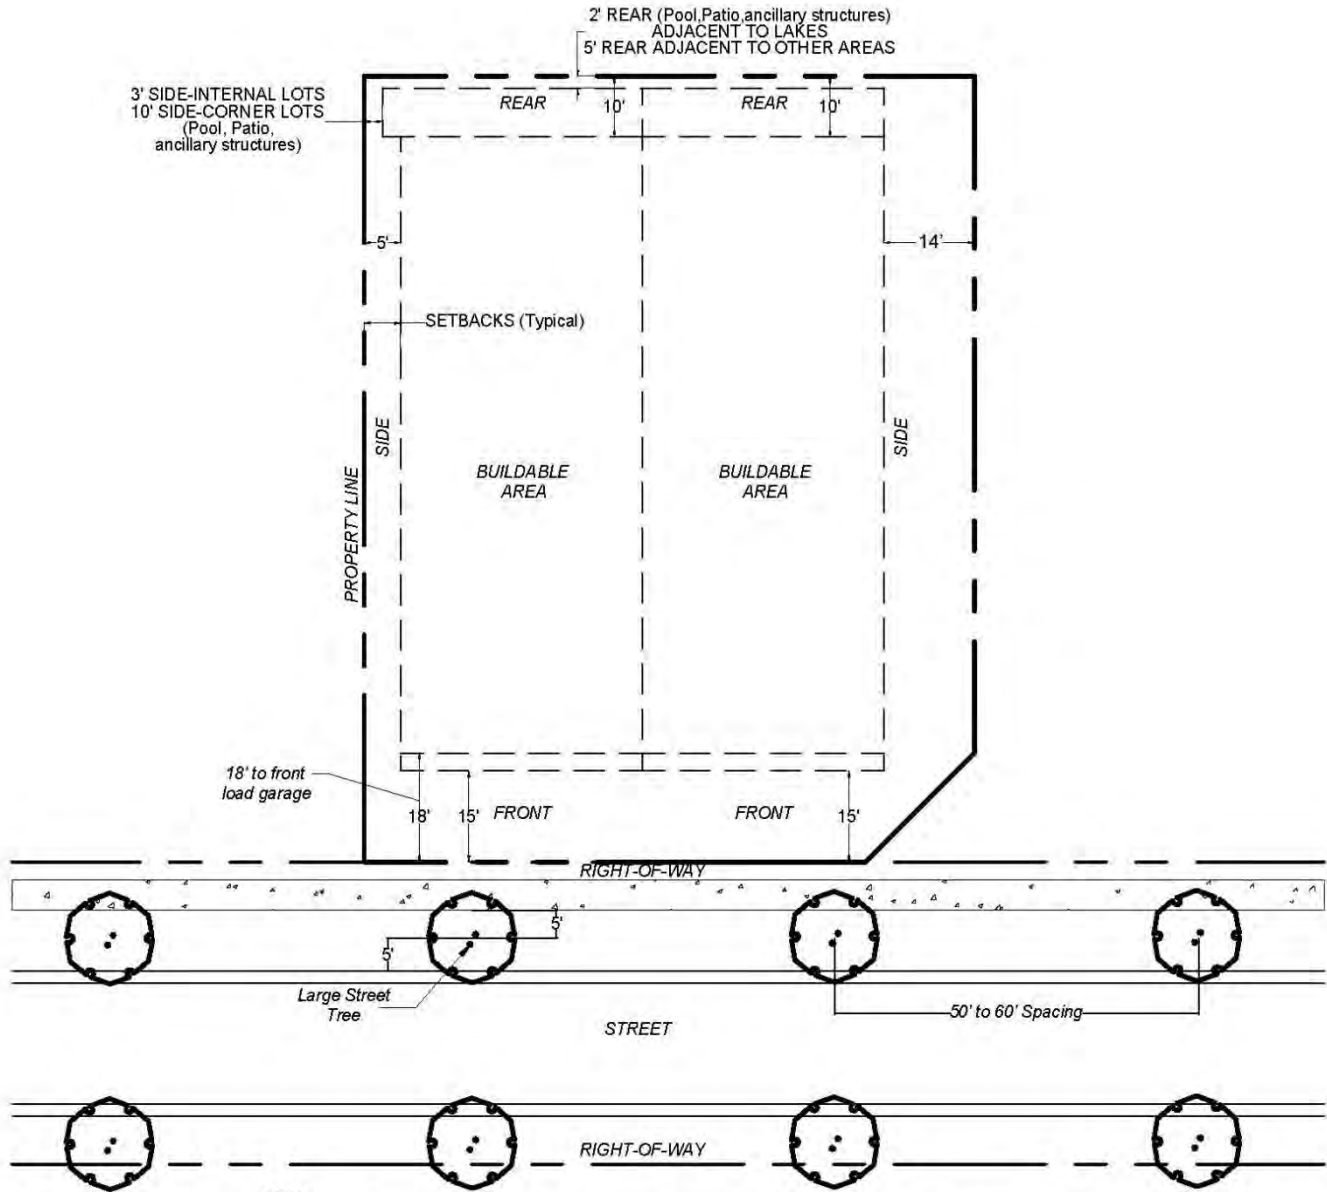 2' REAR (Pool,Patio,ancillary structures)
ADJACENT TO LAKES
5' REAR ADJACENT TO OTHER AREAS
3' SIDE-INTERNAL LOTS
10' SIDE-CORNER LOTS
(Pool, Patio,
ancillary structures)
REAR
10'
REAR
10'
5'
14'
SETBACKS (Typical)
SIDE
SIDE
PROPERTY LINE
BUILDABLE
AREA
BUILDABLE
AREA
18' to front
load garage
18'
15'
FRONT
FRONT
15'
RIGHT-OF-WAY
5'
5'
Large Street
Tree
50' to 60' Spacing
STREET
RIGHT-OF-WAY